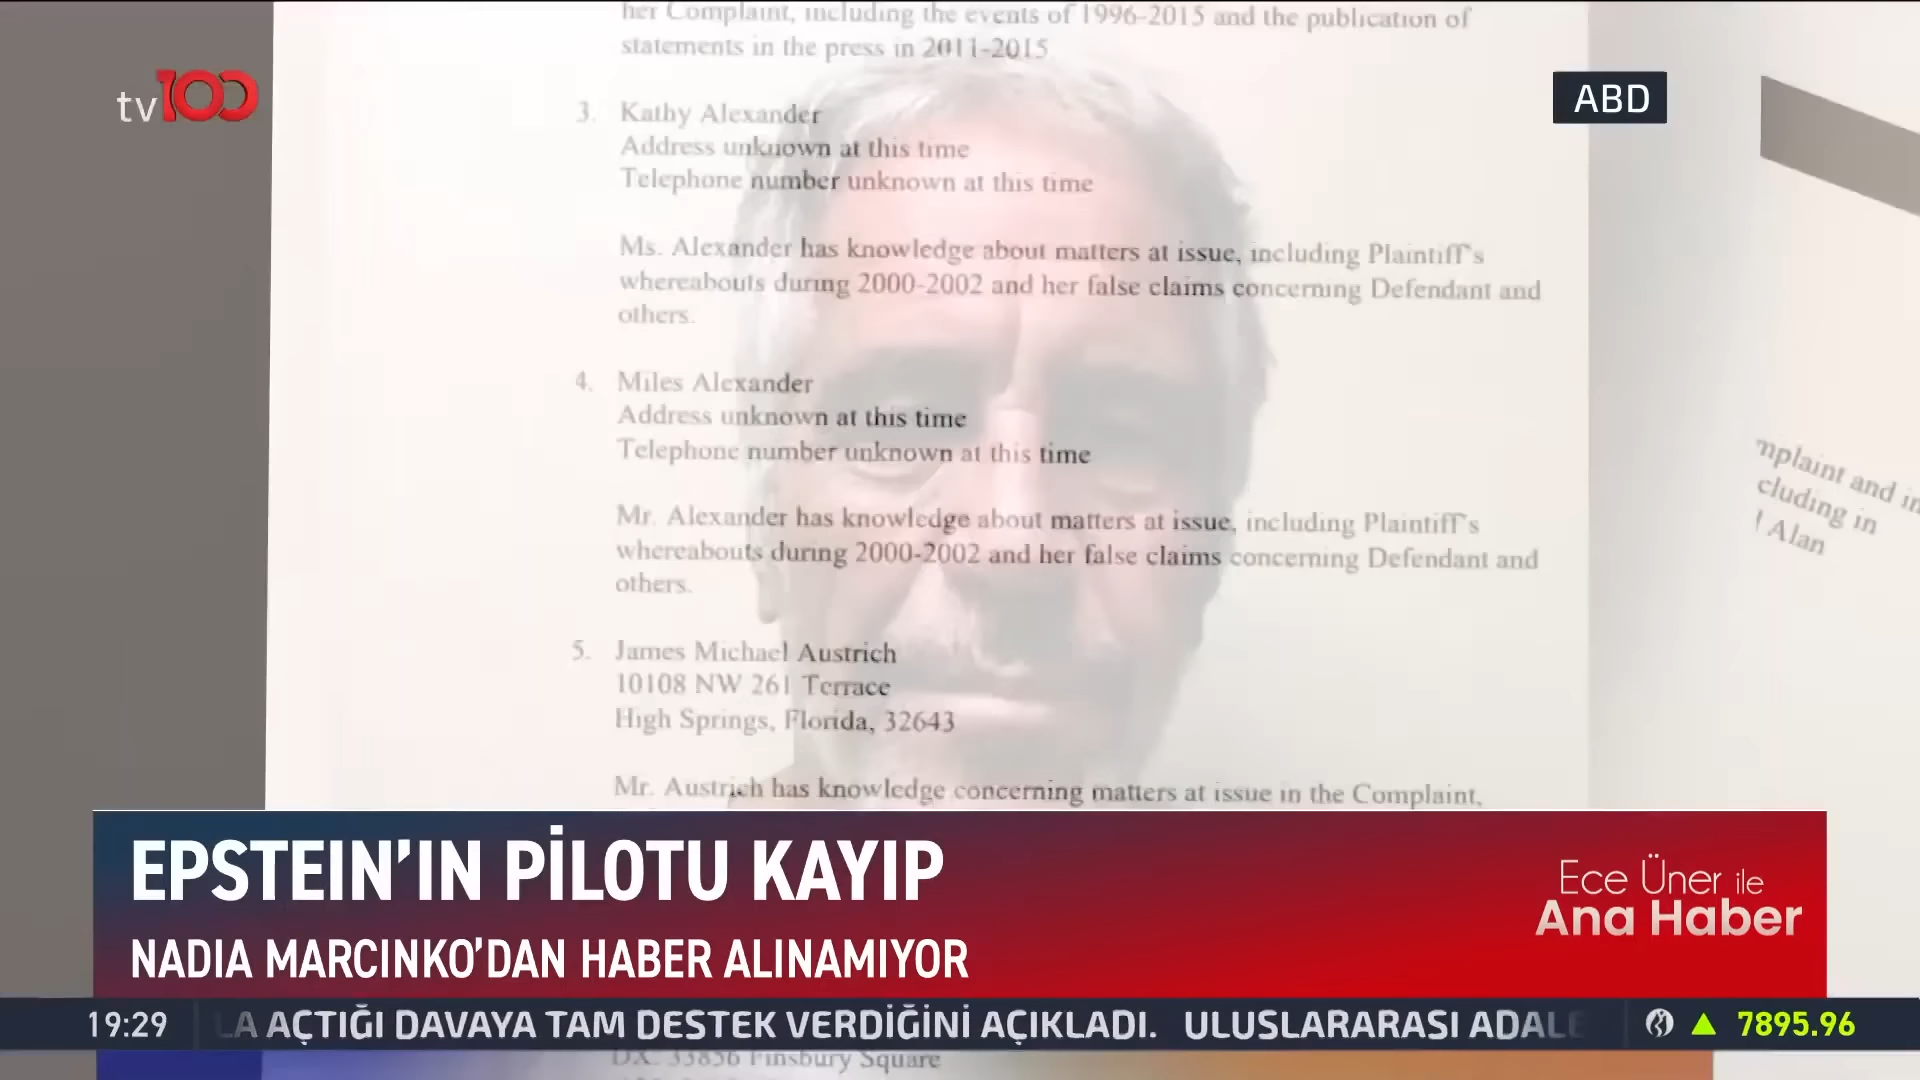 her Complaint, including the events of 1996-2015 and the publication of
statements in the press in 2011-2015.
tv100
ABD
3. Kathy Alexander
Address unknown at this time
Telephone number unknown at this time
Ms. Alexander has knowledge about matters at issue, including Plaintiff's
whereabouts during 2000-2002 and her false claims concerning Defendant and
others.
4. Miles Alexander
Address unknown at this time
Telephone number unknown at this time
Mr. Alexander has knowledge about matters at issue, including Plaintiff's
whereabouts during 2000-2002 and her false claims concerning Defendant and
others.
mplaint and in
cluding in
Alan
5. James Michael Austrich
10108 NW 261 Terrace
High Springs, Florida, 32643
Mr. Austrich has knowledge concerning matters at issue in the Complaint,
EPSTEIN'IN PİLOTU KAYIP
NADIA MARCINKO'DAN HABER ALINAMIYOR
Ece Üner ile
Ana Haber
19:29
LA AÇTIĞI DAVAYA TAM DESTEK VERDİĞİNİ AÇIKLADI. ULUSLARARASI ADALE
7895.96
DX: 33856 Finsbury Square